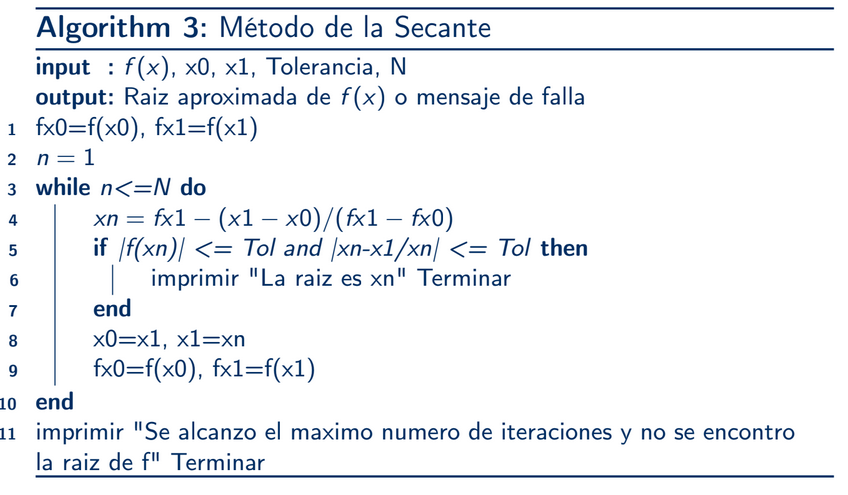 Algorithm 3: Método de la Secante
input : f(x), x0, x1, Tolerancia, N
output: Raiz aproximada de f(x) o mensaje de falla
1 fx0=f(x0), fx1=f(x1)
2 n = 1
3 while n<=N do
4 xn = fx1 − (x1 − x0)/(fx1 − fx0)
5 if |f(xn)| <= Tol and |xn-x1/xn| <= Tol then
6 imprimir "La raiz es xn" Terminar
7 end
8 x0=x1, x1=xn
9 fx0=f(x0), fx1=f(x1)
10 end
11 imprimir "Se alcanzo el maximo numero de iteraciones y no se encontro
la raiz de f" Terminar